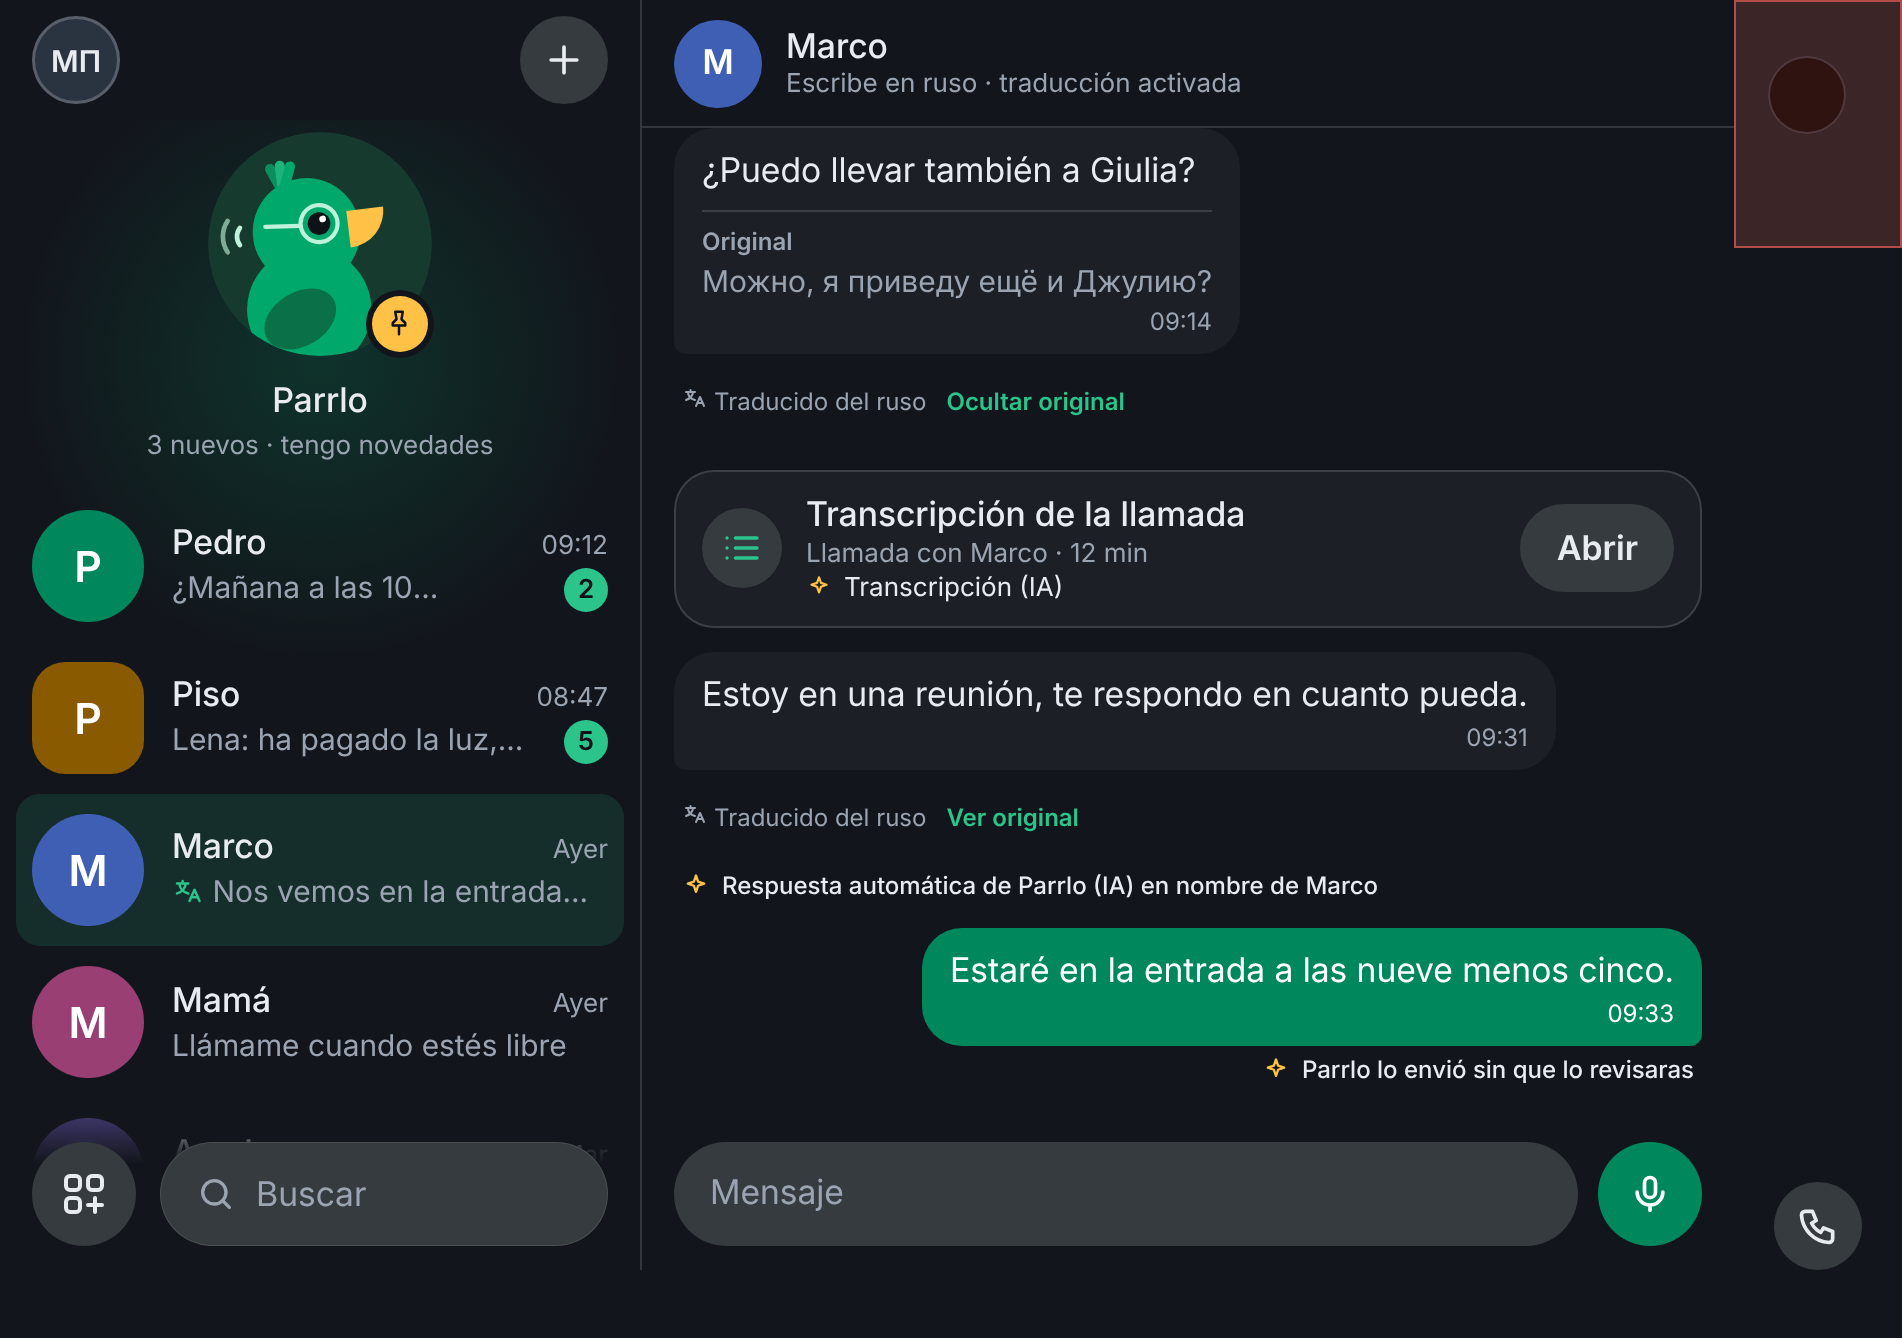 МП
Parrlo
3 nuevos · tengo novedades
P
Pedro
09:12
¿Mañana a las 10...
2
P
Piso
08:47
Lena: ha pagado la luz,...
5
M
Marco
Ayer
Nos vemos en la entrada...
M
Mamá
Ayer
Llámame cuando estés libre
Buscar
M
Marco
Escribe en ruso · traducción activada
¿Puedo llevar también a Giulia?
Original
Можно, я приведу ещё и Джулию?
09:14
Traducido del ruso Ocultar original
Transcripción de la llamada
Llamada con Marco · 12 min
Transcripción (IA)
Abrir
Estoy en una reunión, te respondo en cuanto pueda.
09:31
Traducido del ruso Ver original
Respuesta automática de Parrlo (IA) en nombre de Marco
Estaré en la entrada a las nueve menos cinco.
09:33
Parrlo lo envió sin que lo revisaras
Mensaje